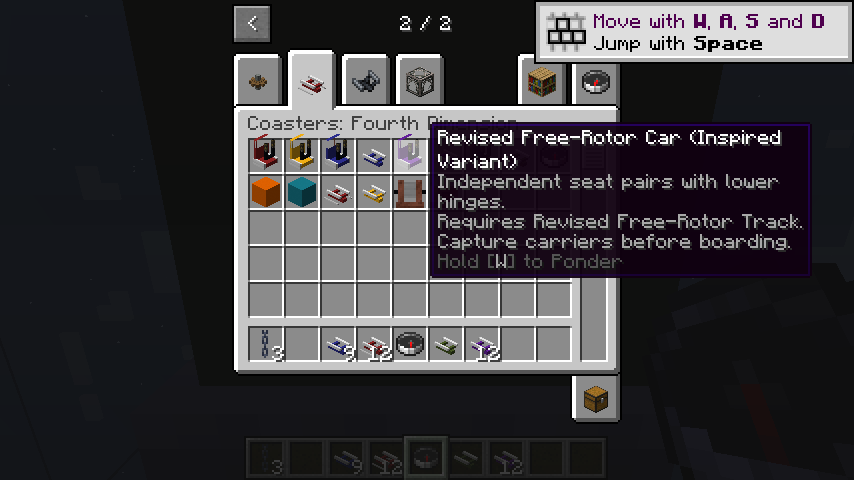 2 / 2
Move with W, A, S and D
Jump with Space
Coasters: Fourth Dimension
Revised Free-Rotor Car (Inspired
Variant)
Independent seat pairs with lower
hinges.
Requires Revised Free-Rotor Track.
Capture carriers before boarding.
Hold [W] to Ponder
3
9
12
12
3
9
12
12